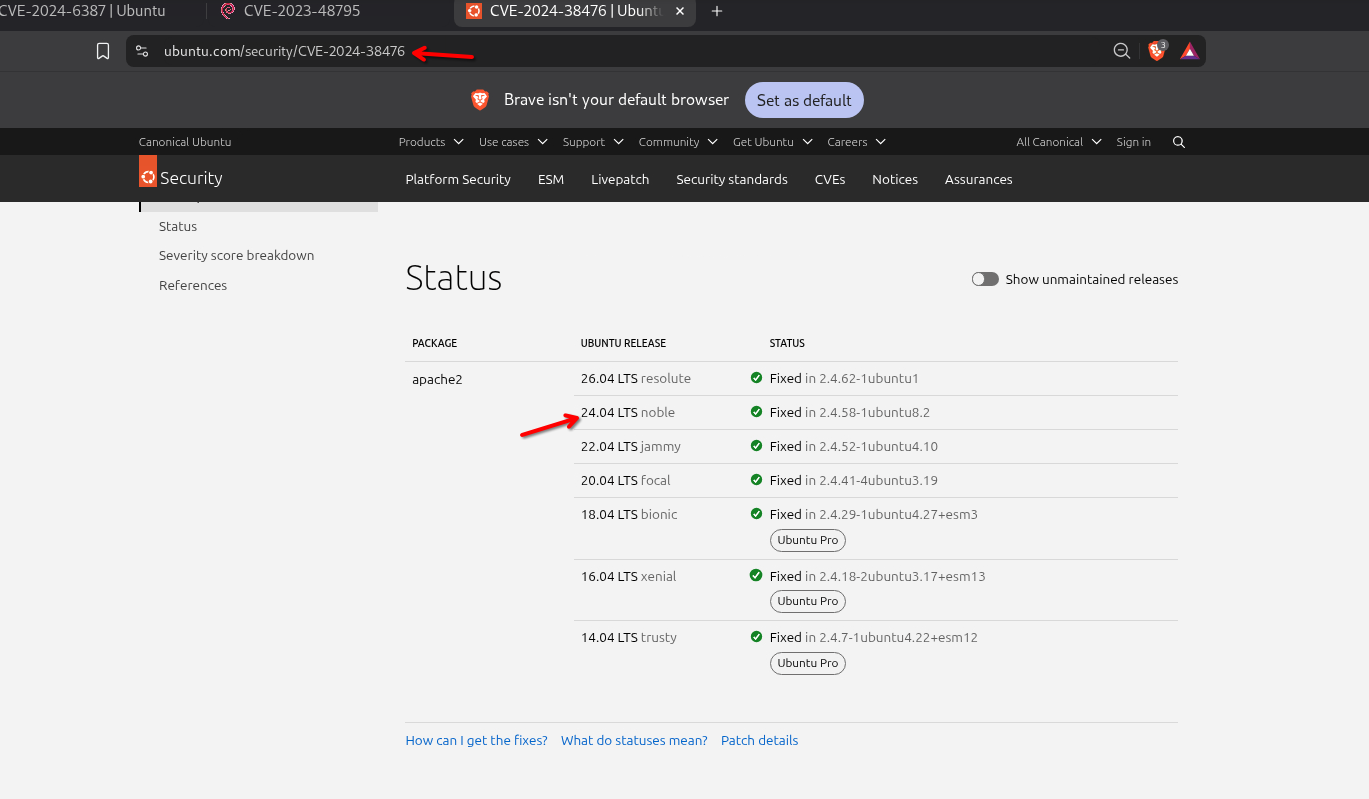 CVE-2024-6387 | Ubuntu
CVE-2023-48795
CVE-2024-38476 | Ubuntu
ubuntu.com/security/CVE-2024-38476
3
Brave isn't your default browser
Set as default
Canonical Ubuntu
Products
Use cases
Support
Community
Get Ubuntu
Careers
All Canonical
Sign in
Security
Platform Security
ESM
Livepatch
Security standards
CVEs
Notices
Assurances
Status
Severity score breakdown
References
Status
Show unmaintained releases
PACKAGE UBUNTU RELEASE STATUS
apache2 26.04 LTS resolute Fixed in 2.4.62-1ubuntu1
24.04 LTS noble Fixed in 2.4.58-1ubuntu8.2
22.04 LTS jammy Fixed in 2.4.52-1ubuntu4.10
20.04 LTS focal Fixed in 2.4.41-4ubuntu3.19
18.04 LTS bionic Fixed in 2.4.29-1ubuntu4.27+esm3
Ubuntu Pro
16.04 LTS xenial Fixed in 2.4.18-2ubuntu3.17+esm13
Ubuntu Pro
14.04 LTS trusty Fixed in 2.4.7-1ubuntu4.22+esm12
Ubuntu Pro
How can I get the fixes? What do statuses mean? Patch details